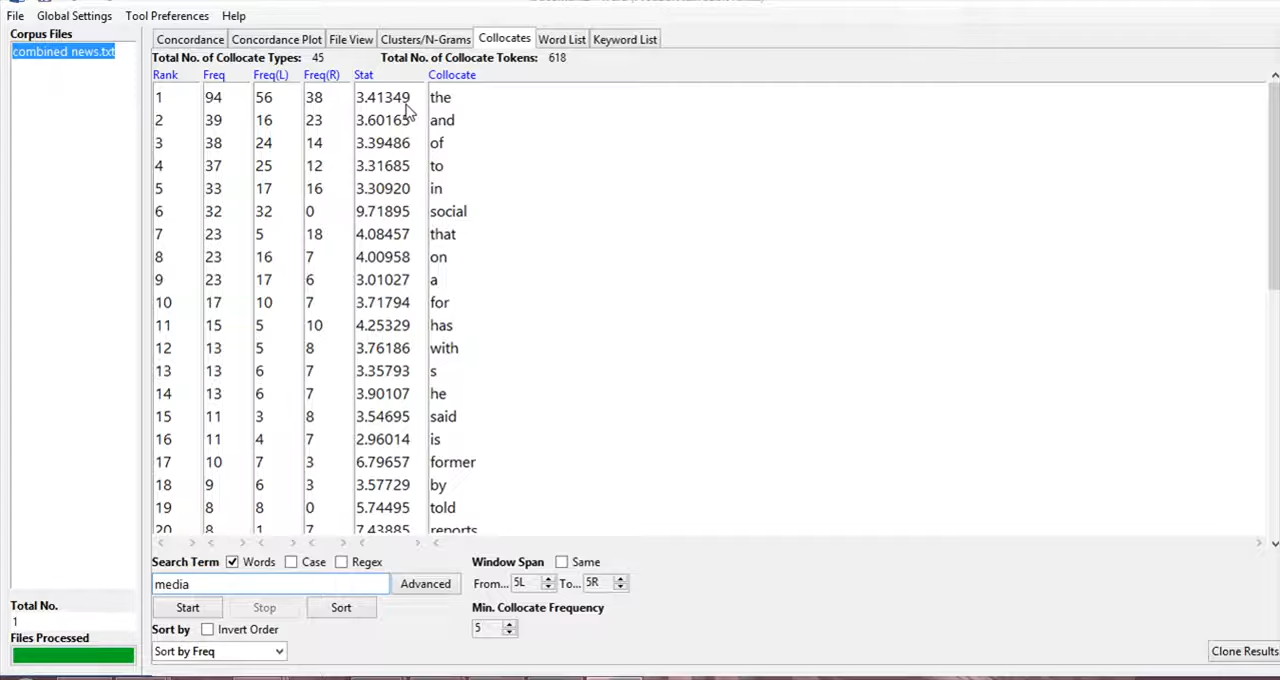 File Global Settings Tool Preferences Help
Corpus Files
combined news.txt
Concordance Concordance Plot File View Clusters/N-Grams Collocates Word List Keyword List
Total No. of Collocate Types: 45 Total No. of Collocate Tokens: 618
Rank Freq Freq(L) Freq(R) Stat Collocate
1 94 56 38 3.41349 the
2 39 16 23 3.60165 and
3 38 24 14 3.39486 of
4 37 25 12 3.31685 to
5 33 17 16 3.30920 in
6 32 32 0 9.71895 social
7 23 5 18 4.08457 that
8 23 16 7 4.00958 on
9 23 17 6 3.01027 a
10 17 10 7 3.71794 for
11 15 5 10 4.25329 has
12 13 5 8 3.76186 with
13 13 6 7 3.35793 s
14 13 6 7 3.90107 he
15 11 3 8 3.54695 said
16 11 4 7 2.96014 is
17 10 7 3 6.79657 former
18 9 6 3 3.57729 by
19 8 8 0 5.74495 told
20 8 1 7 7.43885 reports
Search Term Words Case Regex Window Span Same
media Advanced From... 5L To... 5R
Start Stop Sort Min. Collocate Frequency
Total No.
1
Sort by Invert Order 5
Files Processed
Sort by Freq Clone Results